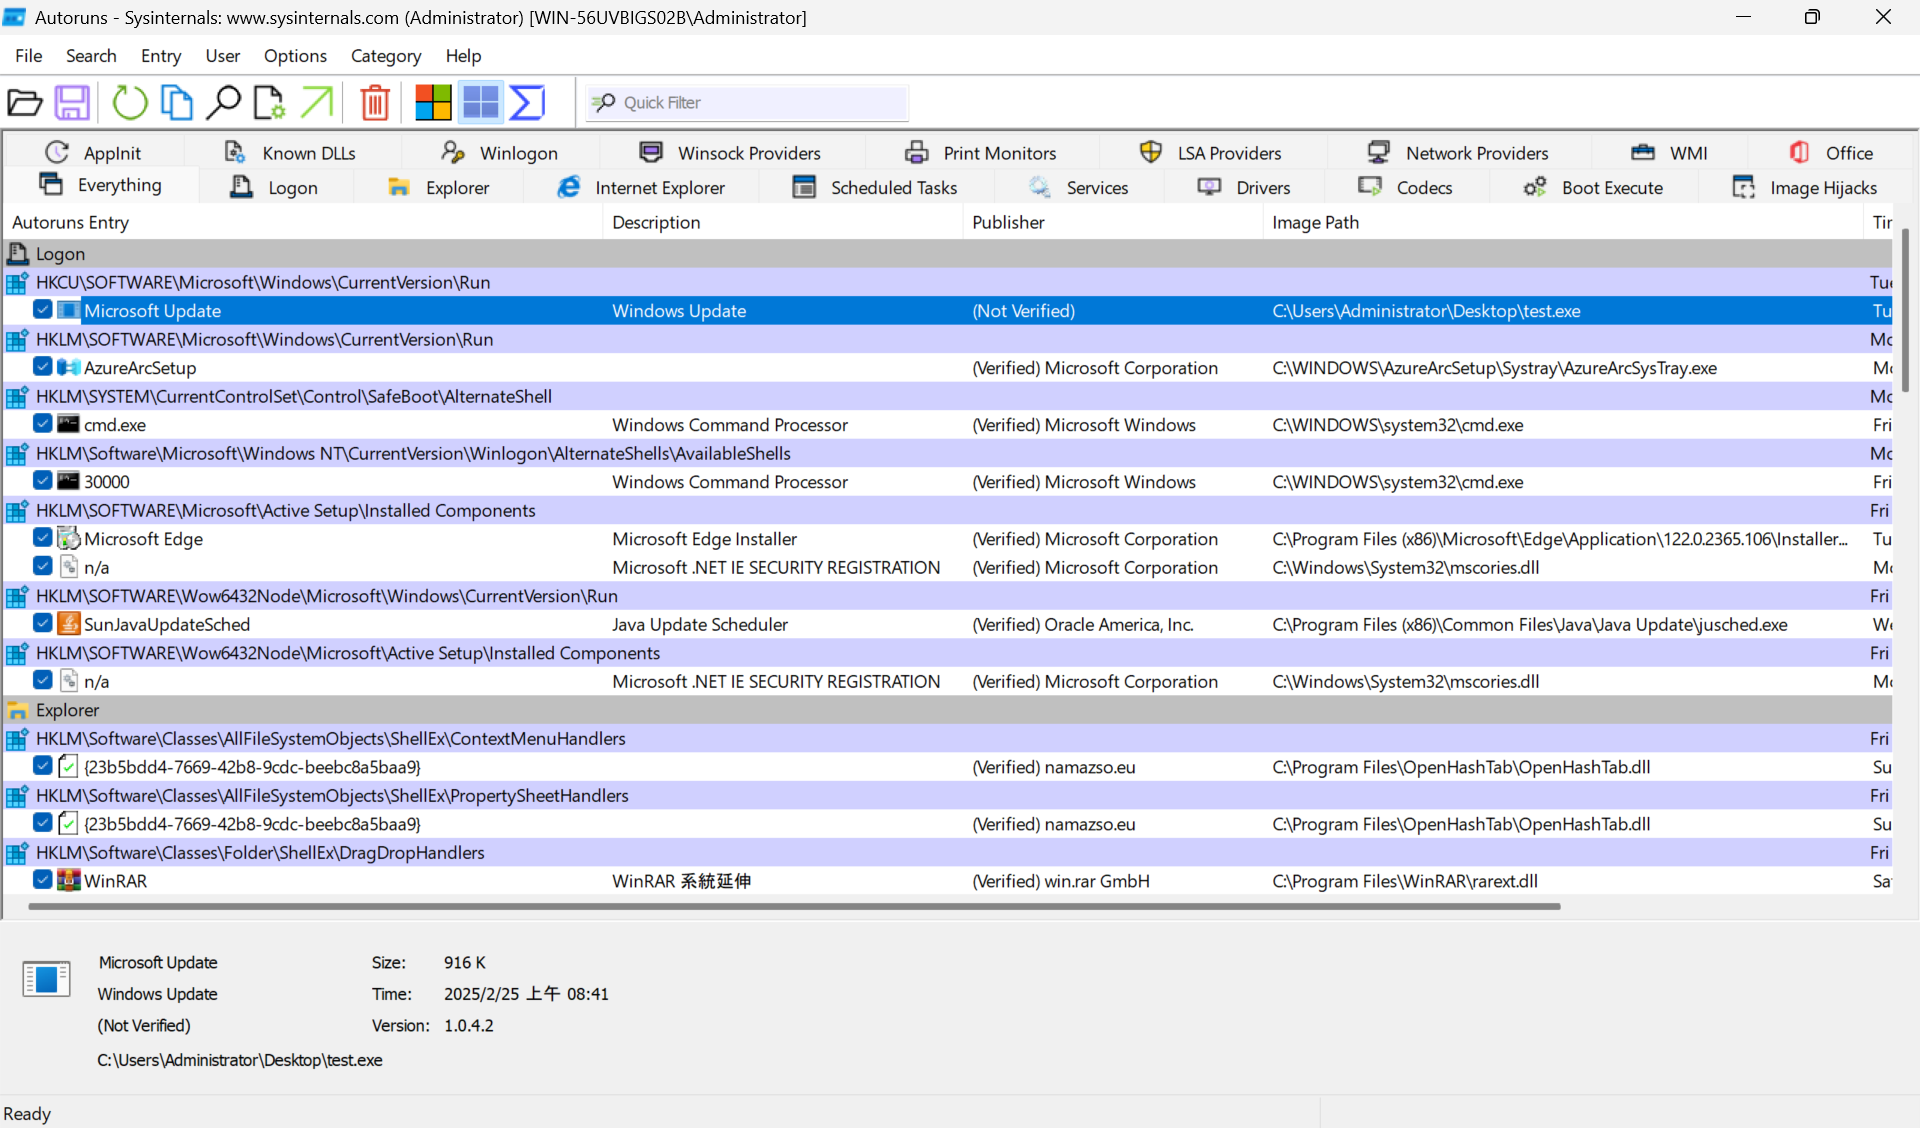 Autoruns - Sysinternals: www.sysinternals.com (Administrator) [WIN-56UVBIGS02B\Administrator]
File Search Entry User Options Category Help
Quick Filter
AppInit Known DLLs Winlogon Winsock Providers Print Monitors LSA Providers Network Providers WMI Office
Everything Logon Explorer Internet Explorer Scheduled Tasks Services Drivers Codecs Boot Execute Image Hijacks
Autoruns Entry Description Publisher Image Path Tir
Logon
HKCU\SOFTWARE\Microsoft\Windows\CurrentVersion\Run Tue
Microsoft Update Windows Update (Not Verified) C:\Users\Administrator\Desktop\test.exe Tu
HKLM\SOFTWARE\Microsoft\Windows\CurrentVersion\Run Mo
AzureArcSetup (Verified) Microsoft Corporation C:\WINDOWS\AzureArcSetup\Systray\AzureArcSysTray.exe Mo
HKLM\SYSTEM\CurrentControlSet\Control\SafeBoot\AlternateShell Mo
cmd.exe Windows Command Processor (Verified) Microsoft Windows C:\WINDOWS\system32\cmd.exe Fri
HKLM\Software\Microsoft\Windows NT\CurrentVersion\Winlogon\AlternateShells\AvailableShells Mo
30000 Windows Command Processor (Verified) Microsoft Windows C:\WINDOWS\system32\cmd.exe Fri
HKLM\SOFTWARE\Microsoft\Active Setup\Installed Components Fri
Microsoft Edge Microsoft Edge Installer (Verified) Microsoft Corporation C:\Program Files (x86)\Microsoft\Edge\Application\122.0.2365.106\Installer... Tu
n/a Microsoft .NET IE SECURITY REGISTRATION (Verified) Microsoft Corporation C:\Windows\System32\mscories.dll Mo
HKLM\SOFTWARE\Wow6432Node\Microsoft\Windows\CurrentVersion\Run Fri
SunJavaUpdateSched Java Update Scheduler (Verified) Oracle America, Inc. C:\Program Files (x86)\Common Files\Java\Java Update\jusched.exe We
HKLM\SOFTWARE\Wow6432Node\Microsoft\Active Setup\Installed Components Fri
n/a Microsoft .NET IE SECURITY REGISTRATION (Verified) Microsoft Corporation C:\Windows\System32\mscories.dll Mo
Explorer
HKLM\Software\Classes\AllFileSystemObjects\ShellEx\ContextMenuHandlers Fri
{23b5bdd4-7669-42b8-9cdc-beebc8a5baa9} (Verified) namazso.eu C:\Program Files\OpenHashTab\OpenHashTab.dll Su
HKLM\Software\Classes\AllFileSystemObjects\ShellEx\PropertySheetHandlers Fri
{23b5bdd4-7669-42b8-9cdc-beebc8a5baa9} (Verified) namazso.eu C:\Program Files\OpenHashTab\OpenHashTab.dll Su
HKLM\Software\Classes\Folder\ShellEx\DragDropHandlers Fri
WinRAR WinRAR 系統延伸 (Verified) win.rar GmbH C:\Program Files\WinRAR\rarext.dll Sa
Microsoft Update Size: 916 K
Windows Update Time: 2025/2/25 上午 08:41
(Not Verified) Version: 1.0.4.2
C:\Users\Administrator\Desktop\test.exe
Ready